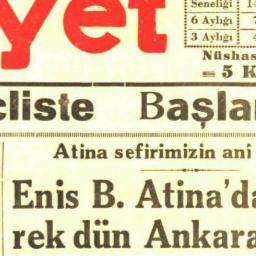 yet
Seneliği 14
6 Aylığı 7
3 Aylığı 4
Nüshas
= 5 K
cliste Başla
Atina sefirimizin ani
Enis B. Atina'da
rek dün Ankara